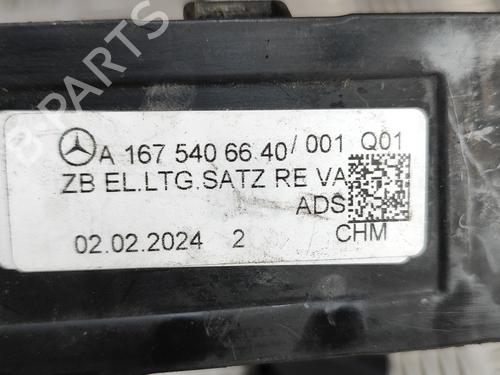 A 167 540 66 40/ 001 Q01
ZB EL.LTG.SATZ RE VA
ADS
02.02.2024 2 CHM
B-PARTS